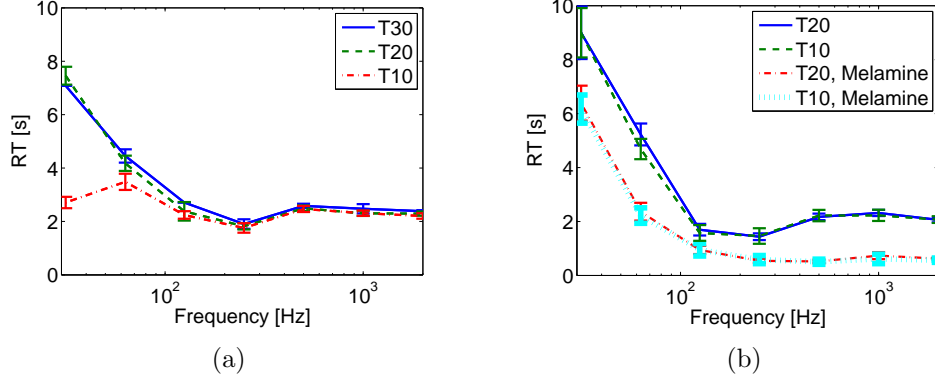 10
8
6
4
2
0
RT [s]
10²
10³
Frequency [Hz]
T30
T20
T10
(a)
10
8
6
4
2
0
RT [s]
10²
10³
Frequency [Hz]
T20
T10
T20, Melamine
T10, Melamine
(b)